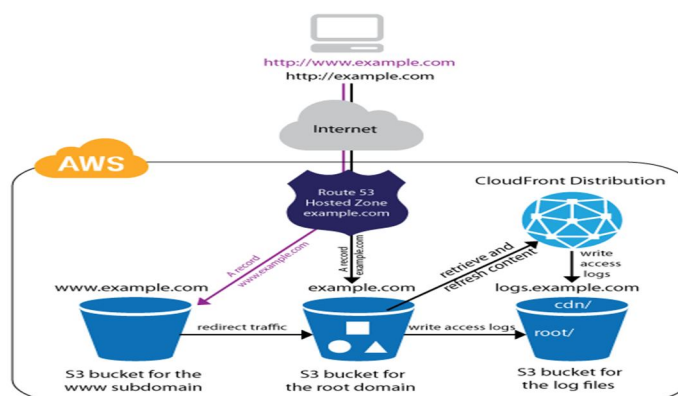 http://www.example.com
http://example.com
Internet
AWS
Route 53
Hosted Zone
example.com
CloudFront Distribution
A record
www.example.com
A record
example.com
retrieve and
refresh content
write
access
logs
www.example.com
example.com
logs.example.com
cdn/
redirect traffic
write access logs
root/
S3 bucket for the
www subdomain
S3 bucket for
the root domain
S3 bucket for
the log files